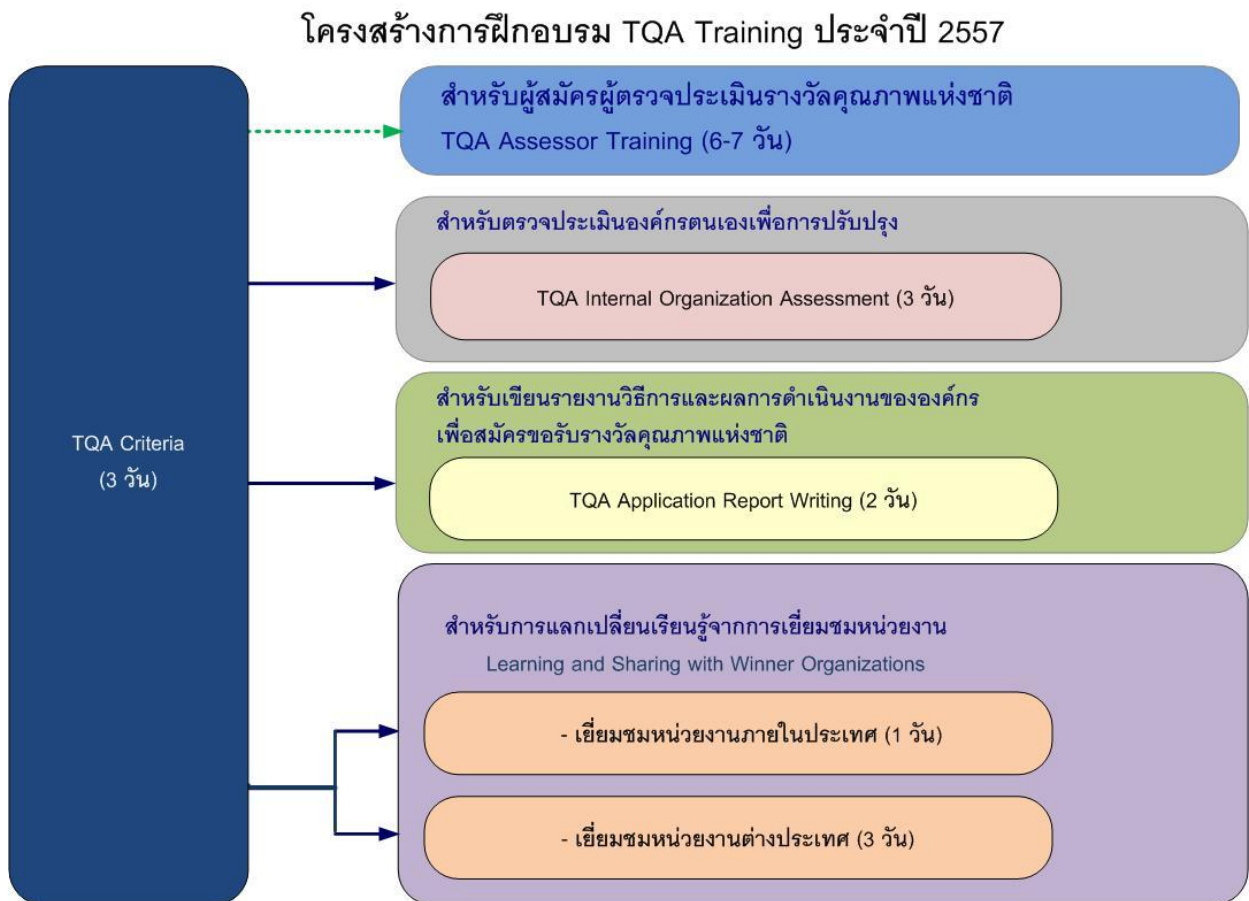 โครงสร้างการฝึกอบรม TQA Training ประจำปี 2557
สำหรับผู้สมัครผู้ตรวจประเมินรางวัลคุณภาพแห่งชาติ
TQA Assessor Training (6-7 วัน)
สำหรับตรวจประเมินองค์กรตนเองเพื่อการปรับปรุง
TQA Internal Organization Assessment (3 วัน)
สำหรับเขียนรายงานวิธีการและผลการดำเนินงานขององค์กร
เพื่อสมัครขอรับรางวัลคุณภาพแห่งชาติ
TQA Criteria
(3 วัน)
TQA Application Report Writing (2 วัน)
สำหรับการแลกเปลี่ยนเรียนรู้จากการเยี่ยมชมหน่วยงาน
Learning and Sharing with Winner Organizations
- เยี่ยมชมหน่วยงานภายในประเทศ (1 วัน)
- เยี่ยมชมหน่วยงานต่างประเทศ (3 วัน)